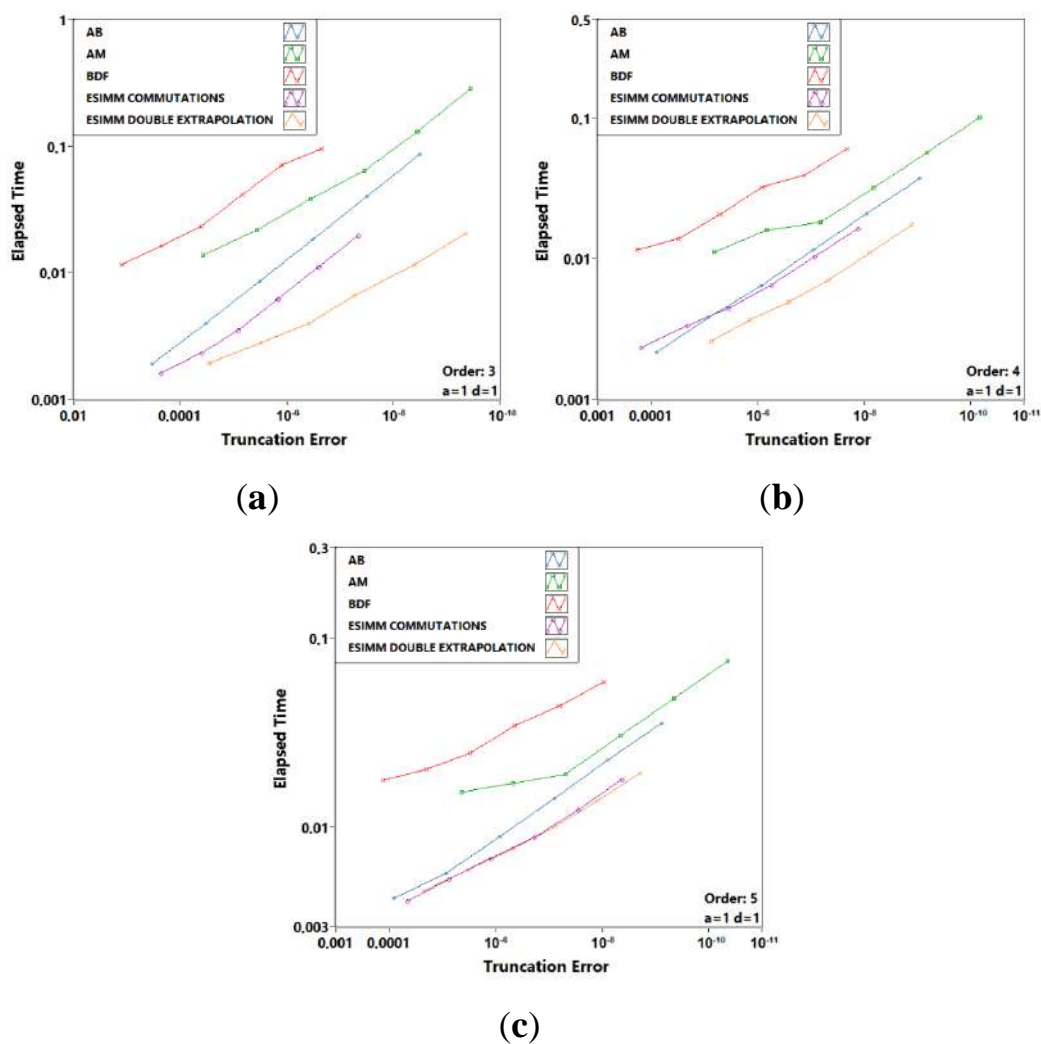 1
AB
AM
BDF
ESIMM COMMUTATIONS
ESIMM DOUBLE EXTRAPOLATION
0.1
Elapsed Time
0.01
0.001
Order: 3
a=1 d=1
0.01
0.0001
10-6
10-8
10-10
Truncation Error
(a)
0.5
AB
AM
BDF
ESIMM COMMUTATIONS
ESIMM DOUBLE EXTRAPOLATION
0.1
Elapsed Time
0.01
0.001
Order: 4
a=1 d=1
0.001
0.0001
10-6
10-8
10-10
10-11
Truncation Error
(b)
0.3
AB
AM
BDF
ESIMM COMMUTATIONS
ESIMM DOUBLE EXTRAPOLATION
0.1
Elapsed Time
0.01
0.003
Order: 5
a=1 d=1
0.001
0.0001
10-6
10-8
10-10
10-11
Truncation Error
(c)